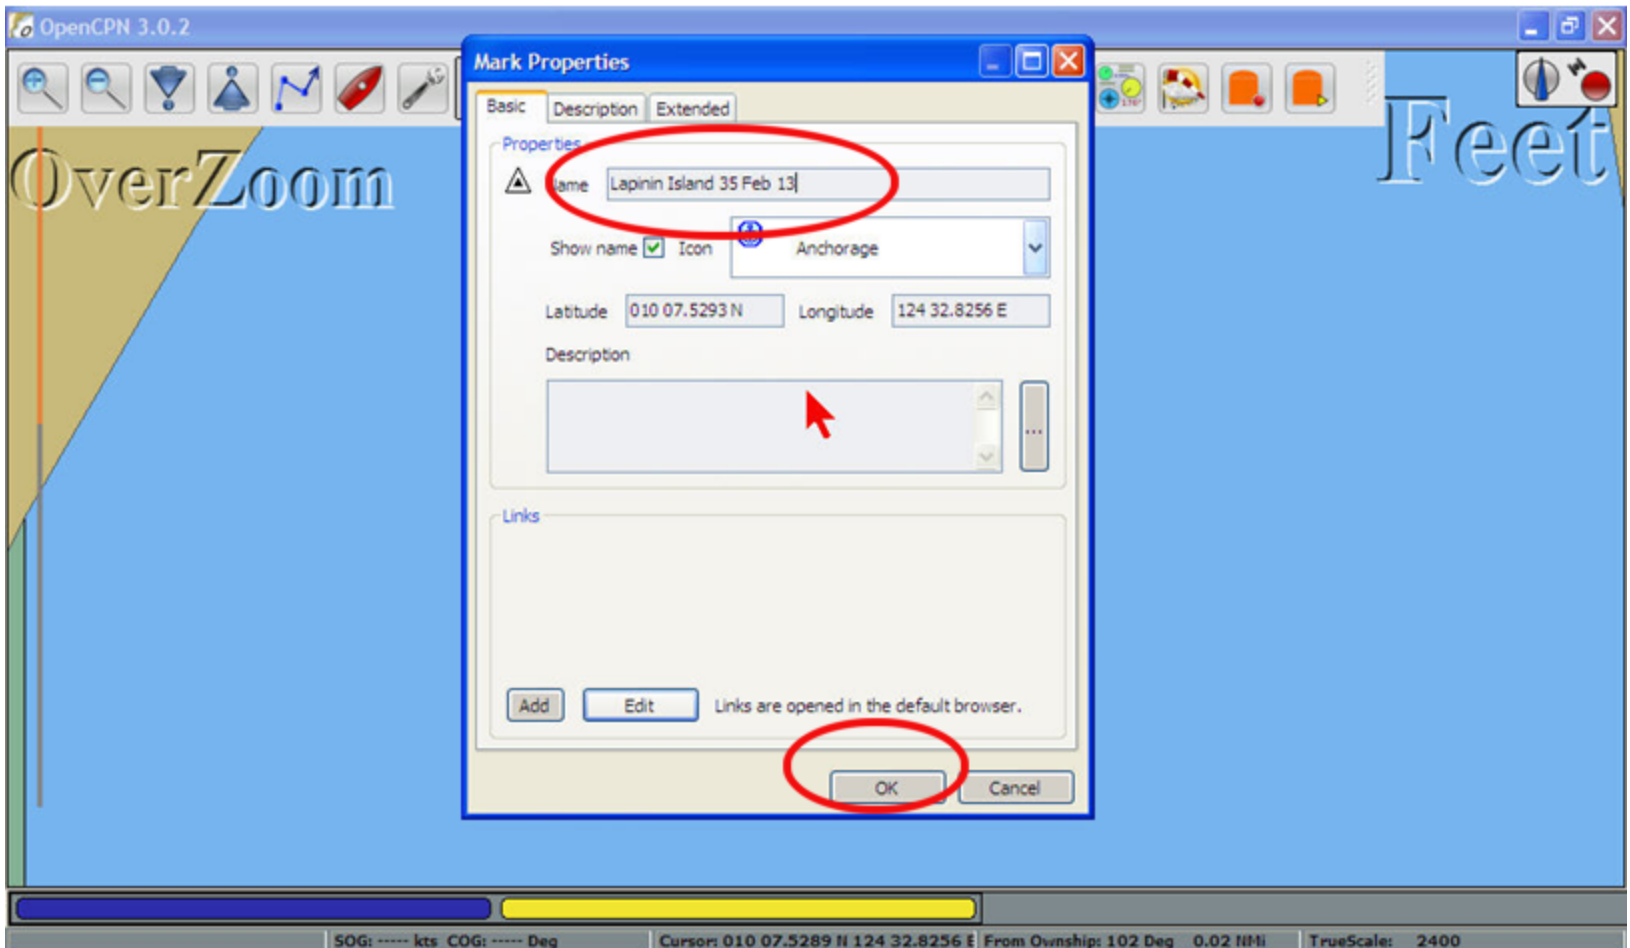 OpenCPN 3.0.2
Mark Properties
Basic Description Extended
OverZoom
Feet
Properties
Name Lapinin Island 35 Feb 13
Show name Icon Anchorage
Latitude 010 07.5293 N Longitude 124 32.8256 E
Description
...
Links
Add Edit Links are opened in the default browser.
OK Cancel
SOG: ----- kts COG: ----- Deg Cursor: 010 07.5289 N 124 32.8256 E From Ownship: 102 Deg 0.02 NMi TrueScale: 2400